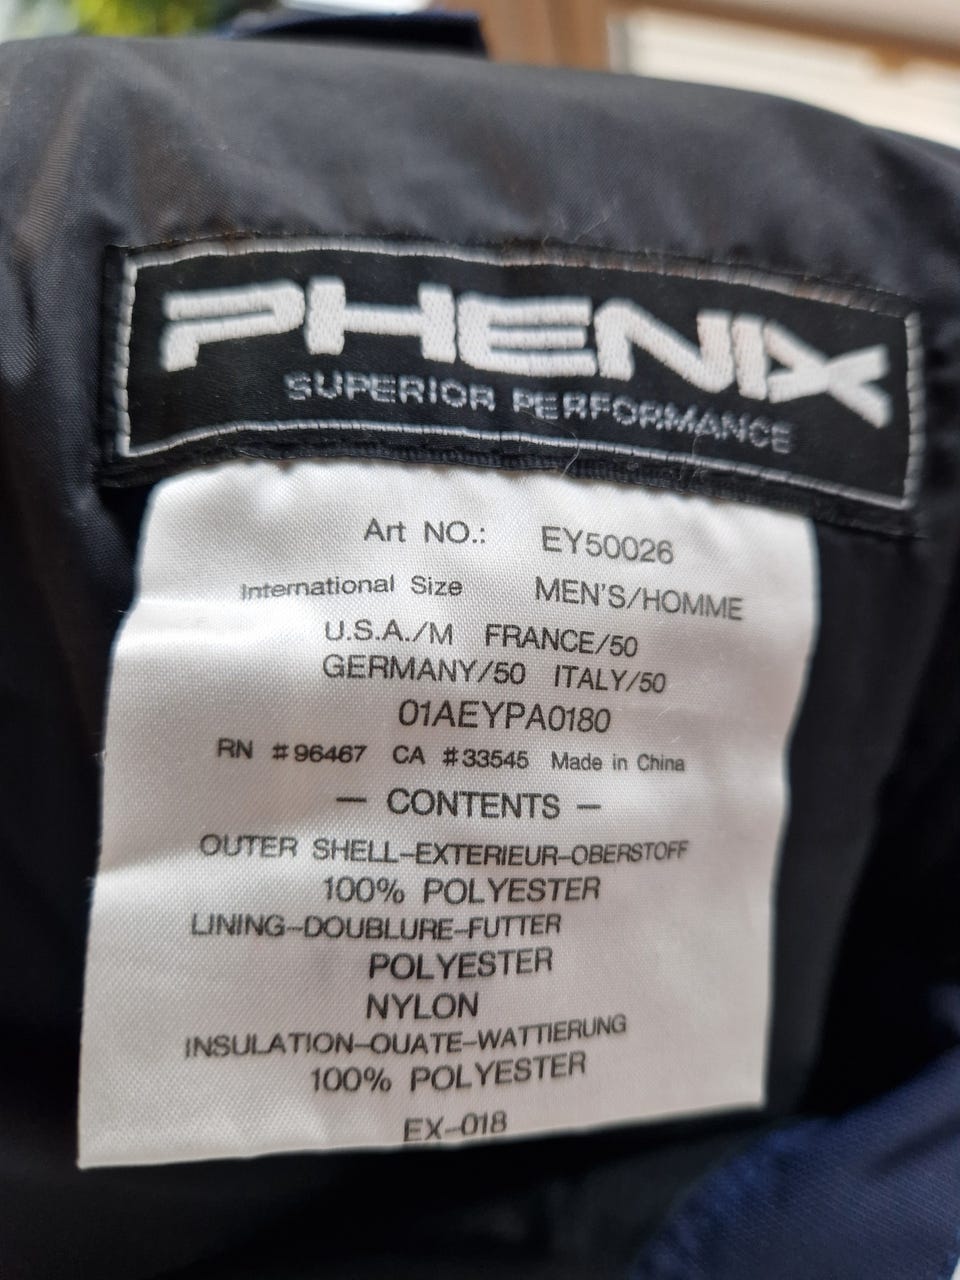 PHENIX
SUPERIOR PERFORMANCE
Art NO.: EY50026
International Size MEN'S/HOMME
U.S.A./M FRANCE/50
GERMANY/50 ITALY/50
01AEYPA0180
RN #96467 CA #33545 Made in China
— CONTENTS —
OUTER SHELL-EXTERIEUR-OBERSTOFF
100% POLYESTER
LINING-DOUBLURE-FUTTER
POLYESTER
NYLON
INSULATION-OUATE-WATTIERUNG
100% POLYESTER
EX-018